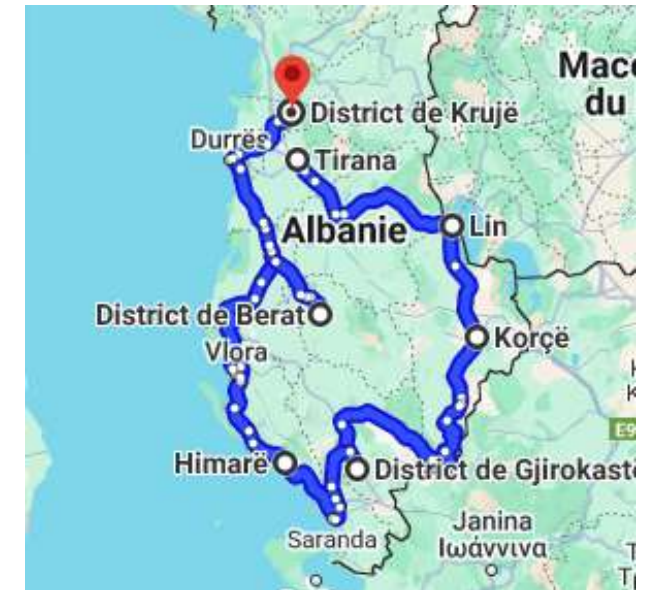 Mac
du
District de Krujë
Durrës
Tirana
Albanie
Lin
District de Berat
Korçë
Vlora
E9
Himarë
District de Gjirokast
Saranda
Janina
Ιωάννινα